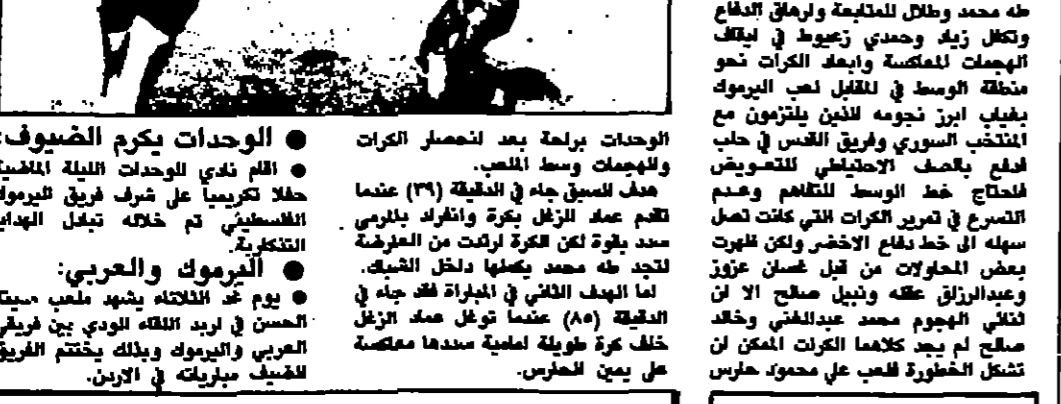 طه محمد وطلال للمتابعة ولرهاق الدفاع
وتكفل زياد وحمدي زعيوط في ايقاف
الهجمات المعاكسة وابعاد الكرات نحو
منطقة الوسط في المقابل لعب اليرموك
بغياب ابرز نجومه الذين يلتزمون مع
المنتخب السوري وفريق القدس في حلب
فدفع بالصف الاحتياطي للتعويض
فاحتاج خط الوسط للتفاهم وعدم
التسرع في تمرير الكرات التي كانت تصل
سهله الى خط دفاع الاخضر ولكن ظهرت
بعض المحاولات من قبل غسان عزوز
وعبدالرزاق عقله ونبيل صالح الا ان
ثنائي الهجوم محمد عبدالغني وخالد
صالح لم يجد كلاهما الكرات الممكن ان
تشكل الخطورة فلعب علي محمود حارس
الوحدات براحة بعد انحصار الكرات
والهجمات وسط الملعب.
هدف السبق جاء في الدقيقة (٣٩) عندما
تقدم عماد الزغل بكرة وانفراد بالمرمى
سدد بقوة لكن الكرة ارتدت من العارضة
لتجد طه محمد يكملها داخل الشباك.
اما الهدف الثاني في المباراة فقد جاء في
الدقيقة (٨٥) عندما توغل عماد الزغل
خلف كرة طويلة امامية سددها معاكسة
على يمين الحارس.
● الوحدات يكرم الضيوف:
● اقام نادي الوحدات الليلة الماضية
حفلا تكريميا على شرف فريق اليرموك
الفلسطيني تم خلاله تبادل الهدايا
التذكارية.
● اليرموك والعربي:
● يوم غد الثلاثاء يشهد ملعب مدينة
الحسن في اربد اللقاء الودي بين فريقي
العربي واليرموك وبذلك يختتم الفريق
الضيف مبارياته في الاردن.